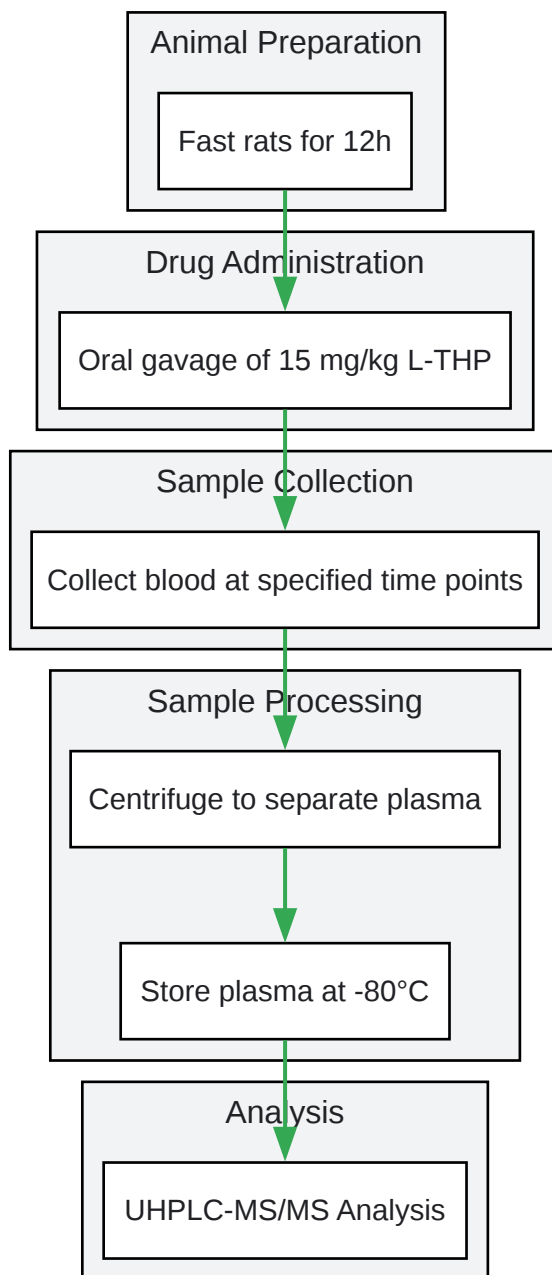 Animal Preparation
Fast rats for 12h
Drug Administration
Oral gavage of 15 mg/kg L-THP
Sample Collection
Collect blood at specified time points
Sample Processing
Centrifuge to separate plasma
Store plasma at -80°C
Analysis
UHPLC-MS/MS Analysis